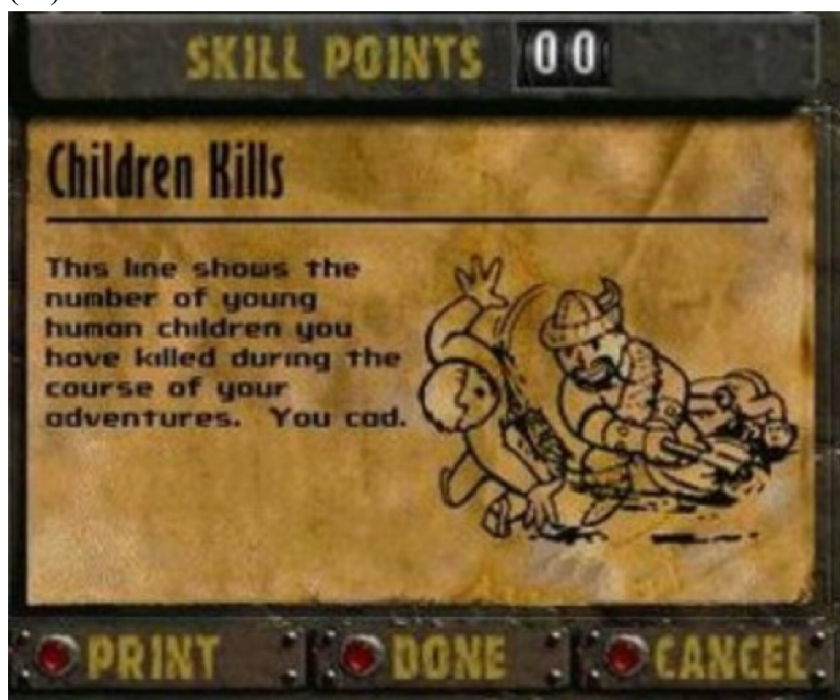 SKILL POINTS 00
Children Kills
This line shows the
number of young
human children you
have killed during the
course of your
adventures. You cad.
PRINT DONE CANCEL